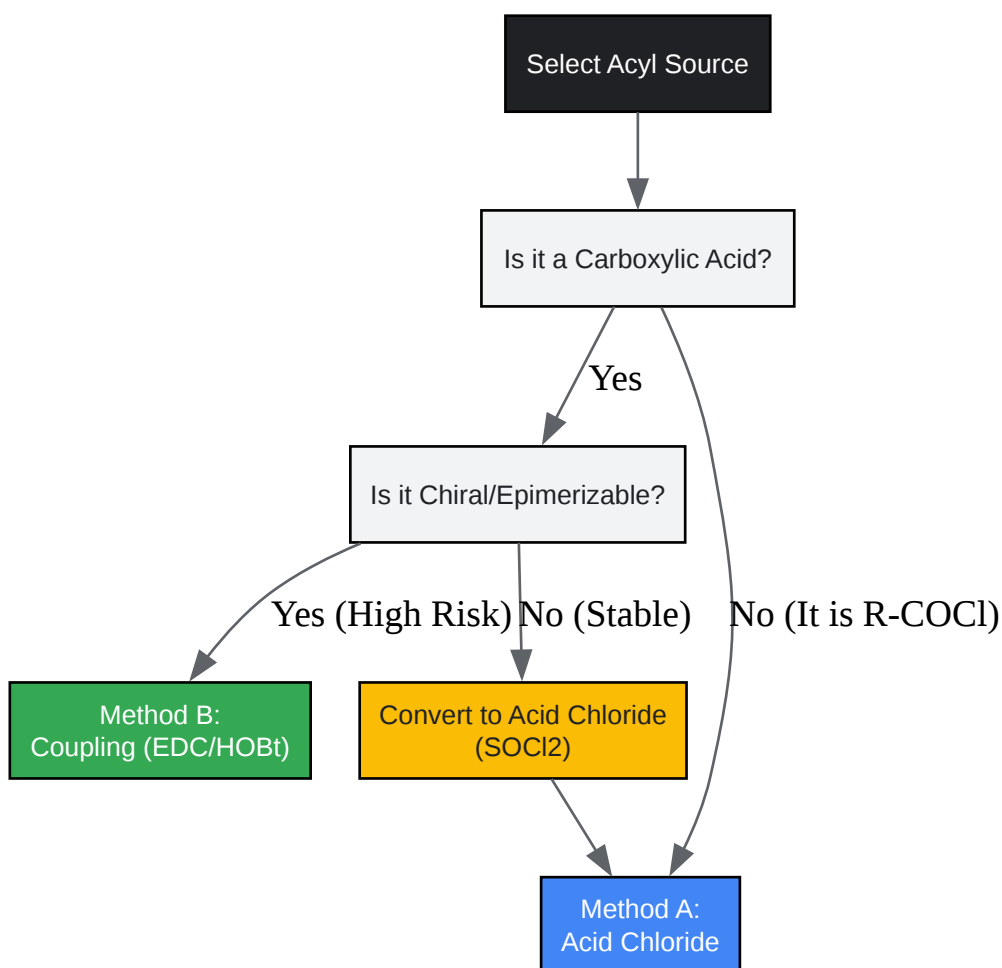 Select Acyl Source
Is it a Carboxylic Acid?
Yes
Is it Chiral/Epimerizable?
Yes (High Risk)
No (Stable)
No (It is R-COCl)
Method B:
Coupling (EDC/HOBt)
Convert to Acid Chloride
(SOCl2)
Method A:
Acid Chloride